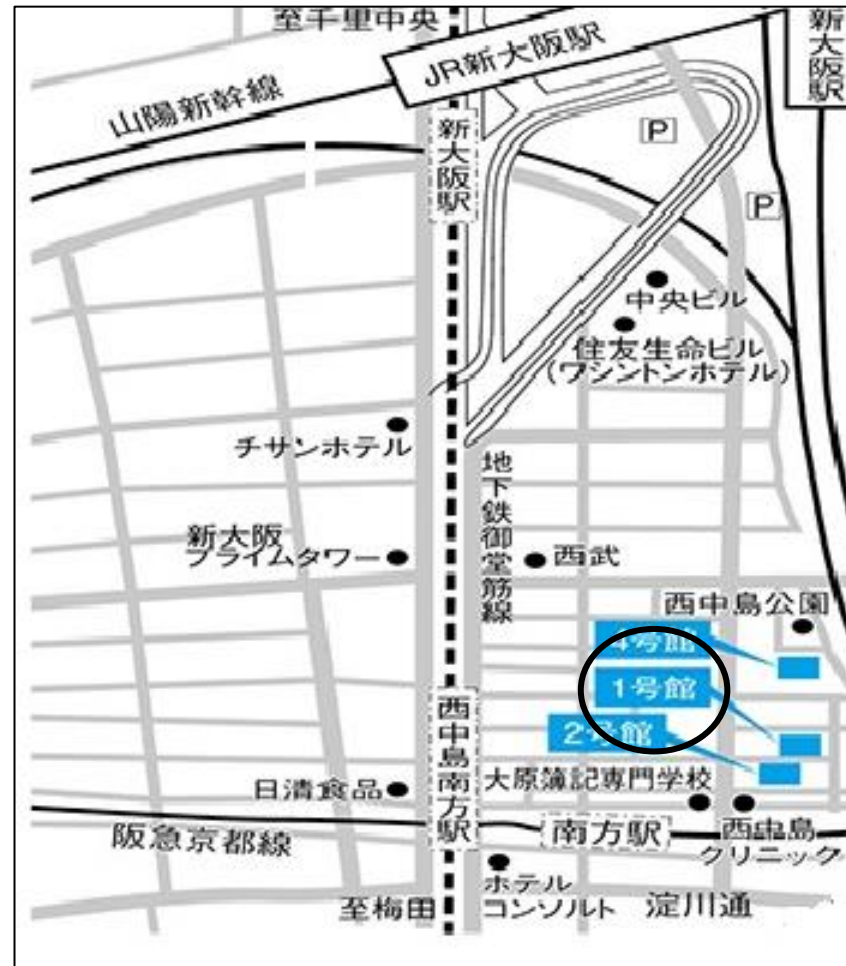 至千里中央
JR新大阪駅
新大阪駅
山陽新幹線
新大阪駅
P
P
中央ビル
住友生命ビル
(ワシントンホテル)
チサンホテル
地下鉄御堂筋線
新大阪
プライムタワー
西武
西中島公園
4号館
1号館
2号館
西中島南方駅
大原簿記専門学校
日清食品
阪急京都線
南方駅
西中島
クリニック
ホテル
コンソルト
至梅田
淀川通